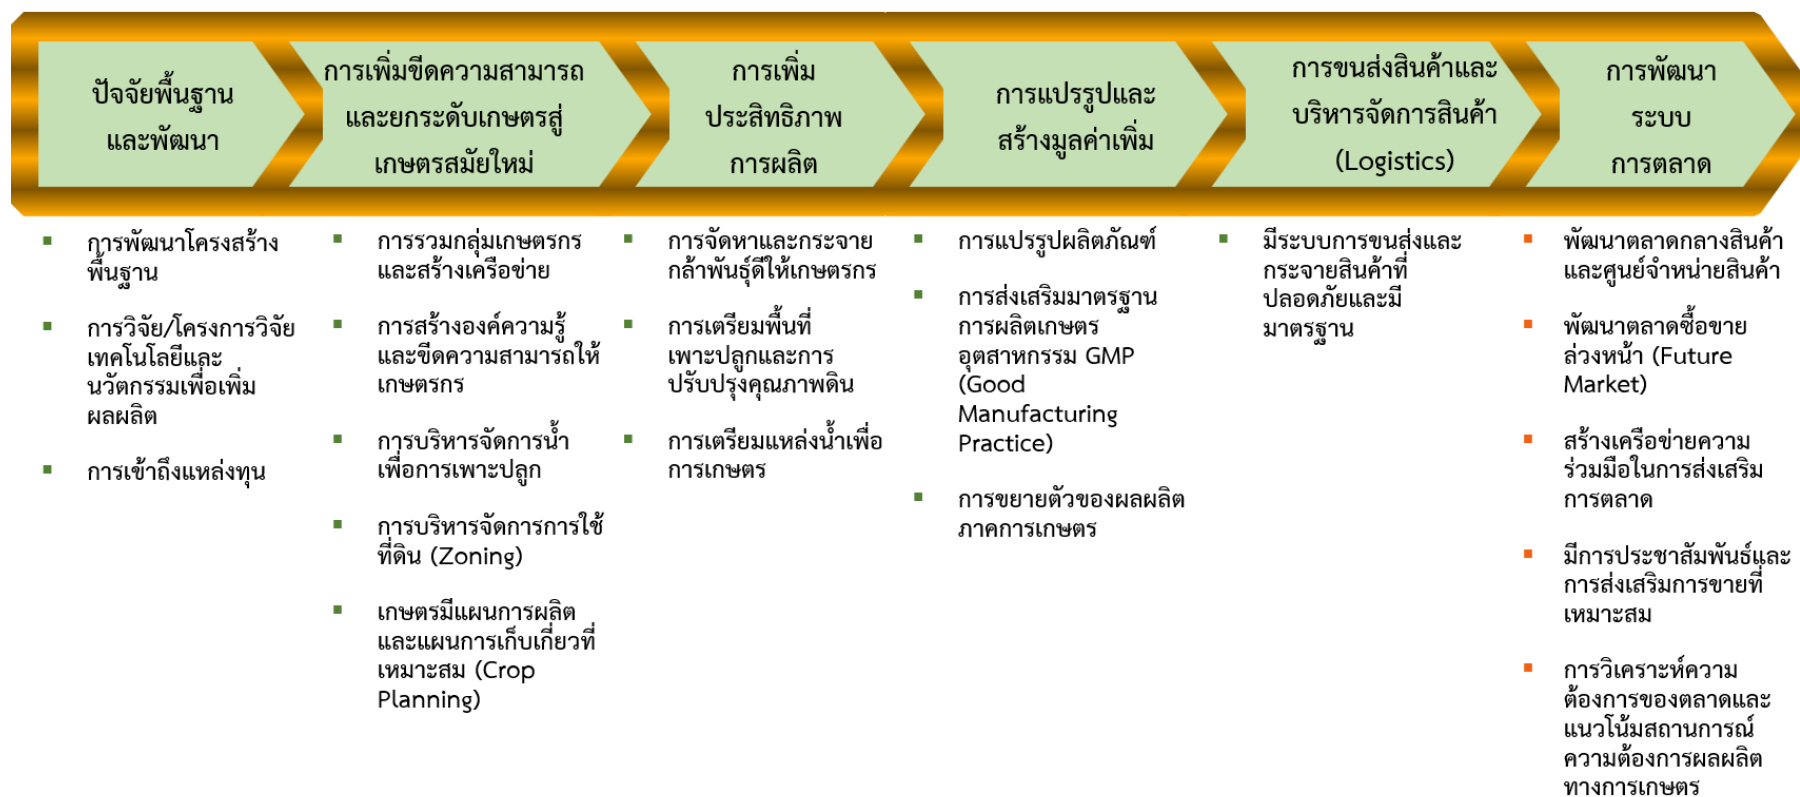 ปัจจัยพื้นฐาน
และพัฒนา
การเพิ่มขีดความสามารถ
และยกระดับเกษตรสู่
เกษตรสมัยใหม่
การเพิ่ม
ประสิทธิภาพ
การผลิต
การแปรรูปและ
สร้างมูลค่าเพิ่ม
การขนส่งสินค้าและ
บริหารจัดการสินค้า
(Logistics)
การพัฒนา
ระบบ
การตลาด
▪ การพัฒนาโครงสร้าง
พื้นฐาน
▪ การวิจัย/โครงการวิจัย
เทคโนโลยีและ
นวัตกรรมเพื่อเพิ่ม
ผลผลิต
▪ การเข้าถึงแหล่งทุน
▪ การรวมกลุ่มเกษตรกร
และสร้างเครือข่าย
▪ การสร้างองค์ความรู้
และขีดความสามารถให้
เกษตรกร
▪ การบริหารจัดการน้ำ
เพื่อการเพาะปลูก
▪ การบริหารจัดการการใช้
ที่ดิน (Zoning)
▪ เกษตรมีแผนการผลิต
และแผนการเก็บเกี่ยวที่
เหมาะสม (Crop
Planning)
▪ การจัดหาและกระจาย
กล้าพันธุ์ดีให้เกษตรกร
▪ การเตรียมพื้นที่
เพาะปลูกและการ
ปรับปรุงคุณภาพดิน
▪ การเตรียมแหล่งน้ำเพื่อ
การเกษตร
▪ การแปรรูปผลิตภัณฑ์
▪ การส่งเสริมมาตรฐาน
การผลิตเกษตร
อุตสาหกรรม GMP
(Good
Manufacturing
Practice)
▪ การขยายตัวของผลผลิต
ภาคการเกษตร
▪ มีระบบการขนส่งและ
กระจายสินค้าที่
ปลอดภัยและมี
มาตรฐาน
▪ พัฒนาตลาดกลางสินค้า
และศูนย์จำหน่ายสินค้า
▪ พัฒนาตลาดซื้อขาย
ล่วงหน้า (Future
Market)
▪ สร้างเครือข่ายความ
ร่วมมือในการส่งเสริม
การตลาด
▪ มีการประชาสัมพันธ์และ
การส่งเสริมการขายที่
เหมาะสม
▪ การวิเคราะห์ความ
ต้องการของตลาดและ
แนวโน้มสถานการณ์
ความต้องการผลผลิต
ทางการเกษตร